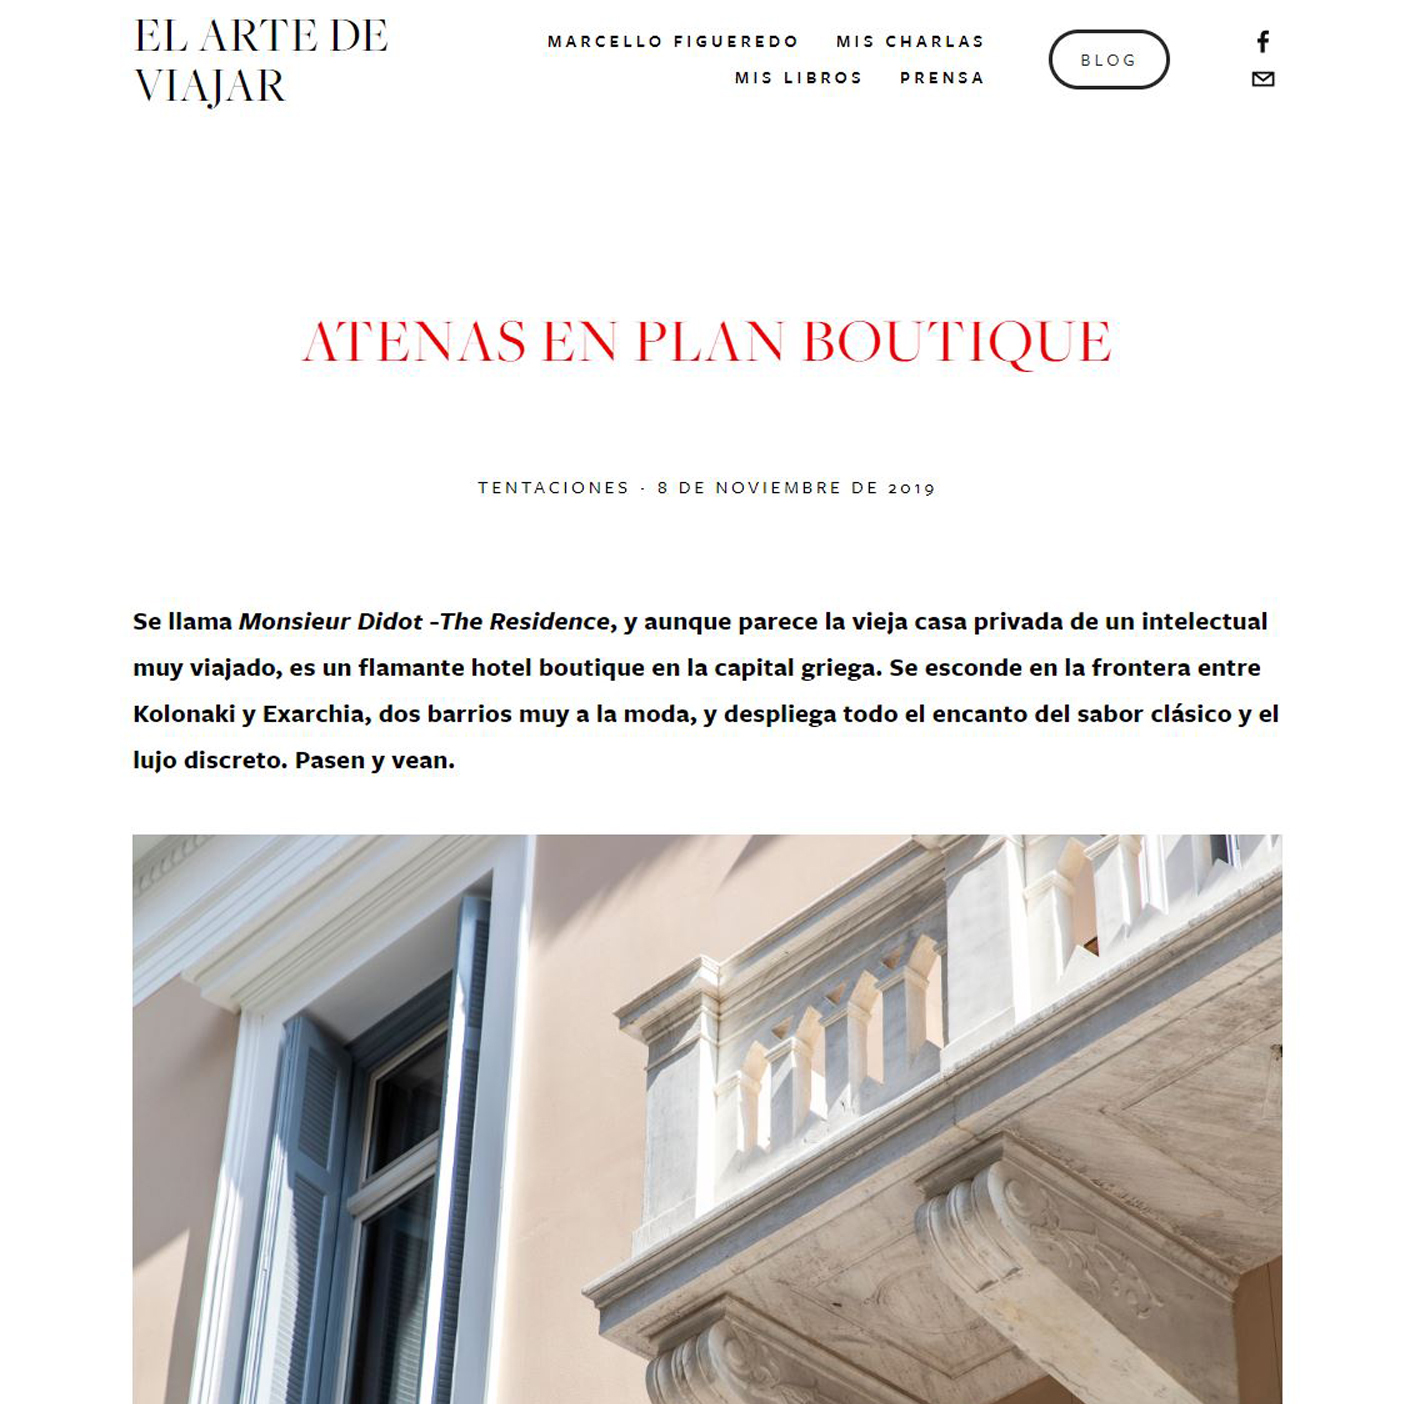 EL ARTE DE
VIAJAR
MARCELLO FIGUEREDO MIS CHARLAS
MIS LIBROS PRENSA
BLOG
ATENAS EN PLAN BOUTIQUE
TENTACIONES · 8 DE NOVIEMBRE DE 2019
Se llama Monsieur Didot -The Residence, y aunque parece la vieja casa privada de un intelectual
muy viajado, es un flamante hotel boutique en la capital griega. Se esconde en la frontera entre
Kolonaki y Exarchia, dos barrios muy a la moda, y despliega todo el encanto del sabor clásico y el
lujo discreto. Pasen y vean.